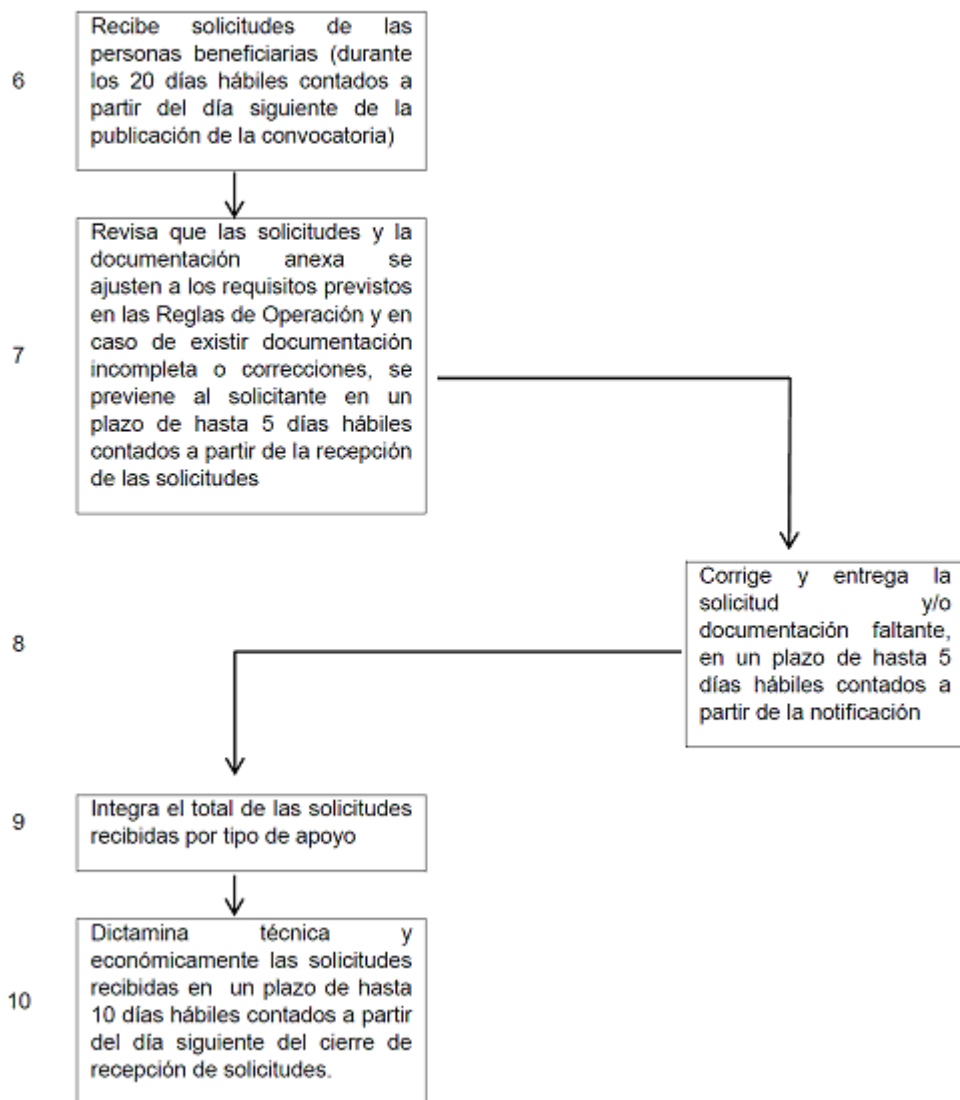 6
Recibe solicitudes de las
personas beneficiarias (durante
los 20 días hábiles contados a
partir del día siguiente de la
publicación de la convocatoria)
7
Revisa que las solicitudes y la
documentación anexa se
ajusten a los requisitos previstos
en las Reglas de Operación y en
caso de existir documentación
incompleta o correcciones, se
previene al solicitante en un
plazo de hasta 5 días hábiles
contados a partir de la recepción
de las solicitudes
8
Corrige y entrega la
solicitud y/o
documentación faltante,
en un plazo de hasta 5
días hábiles contados a
partir de la notificación
9
Integra el total de las solicitudes
recibidas por tipo de apoyo
10
Dictamina técnica y
económicamente las solicitudes
recibidas en un plazo de hasta
10 días hábiles contados a partir
del día siguiente del cierre de
recepción de solicitudes.